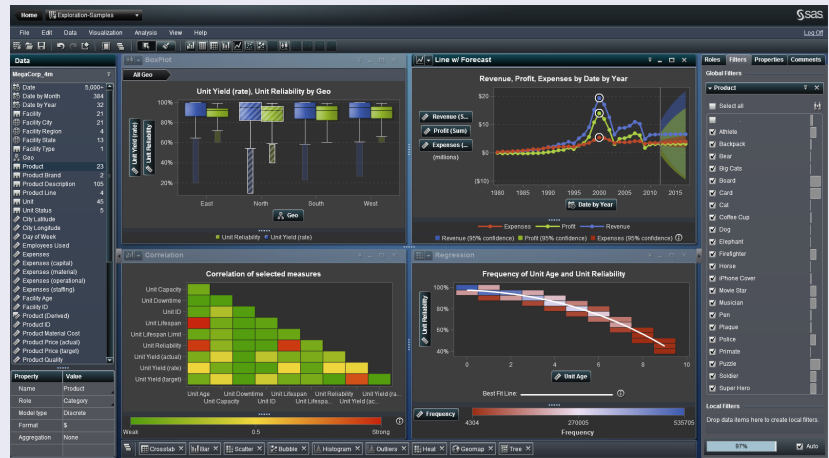 Home Exploration-Samples
sas
File Edit Data Visualization Analysis View Help
Log Off
Data
MegaCorp_4m
Date 5,000+
Date by Month 384
Date by Year 32
Facility 21
Facility City 21
Facility Region 4
Facility State 13
Facility Type 1
Geo
Product 23
Product Brand 2
Product Description 105
Product Line 4
Unit 45
Unit Status 5
City Latitude
City Longitude
Day of Week
Employees Used
Expenses
Expenses (capital)
Expenses (material)
Expenses (operational)
Expenses (staffing)
Facility Age
Facility ID
Product (Derived)
Product ID
Product Material Cost
Product Price (actual)
Product Price (target)
Product Quality
Property Value
Name Product
Role Category
Model type Discrete
Format $
Aggregation None
BoxPlot
All Geo
Unit Yield (rate), Unit Reliability by Geo
Unit Yield (rate)
Unit Reliability
100%
80%
60%
40%
20%
East North South West
Geo
Unit Reliability Unit Yield (rate)
Line w/ Forecast
Revenue, Profit, Expenses by Date by Year
Revenue (S...
Profit (Sum)
Expenses (...
(millions)
$20
$10
$0
($10)
1980 1985 1990 1995 2000 2005 2010 2015
Date by Year
Expenses Profit Revenue
Revenue (95% confidence) Profit (95% confidence) Expenses (95% confidence)
Correlation
Correlation of selected measures
Unit Capacity
Unit Downtime
Unit ID
Unit Lifespan
Unit Lifespan Limit
Unit Reliability
Unit Yield (actual)
Unit Yield (rate)
Unit Yield (target)
Unit Age Unit Downtime Unit Lifespan Unit Reliability Unit Yield (ra...
Unit Capacity Unit ID Unit Lifespa... Unit Yield (ac...
Weak 0.5 Strong
Regression
Frequency of Unit Age and Unit Reliability
Unit Reliability
100%
80%
60%
40%
0 2 4 6 8 10
Unit Age
Best Fit Line:
Frequency
4304 270005 535705
Frequency
Crosstab Bar Scatter Bubble Histogram Outliers Heat Geomap Tree
Roles Filters Properties Comments
Global Filters
Product
Select all
Athlete
Backpack
Bear
Big Cats
Board
Card
Cat
Coffee Cup
Dog
Elephant
Firefighter
Horse
iPhone Cover
Movie Star
Musician
Pen
Plaque
Police
Primate
Puzzle
Soldier
Super Hero
Local Filters
Drop data items here to create local filters.
97% Auto